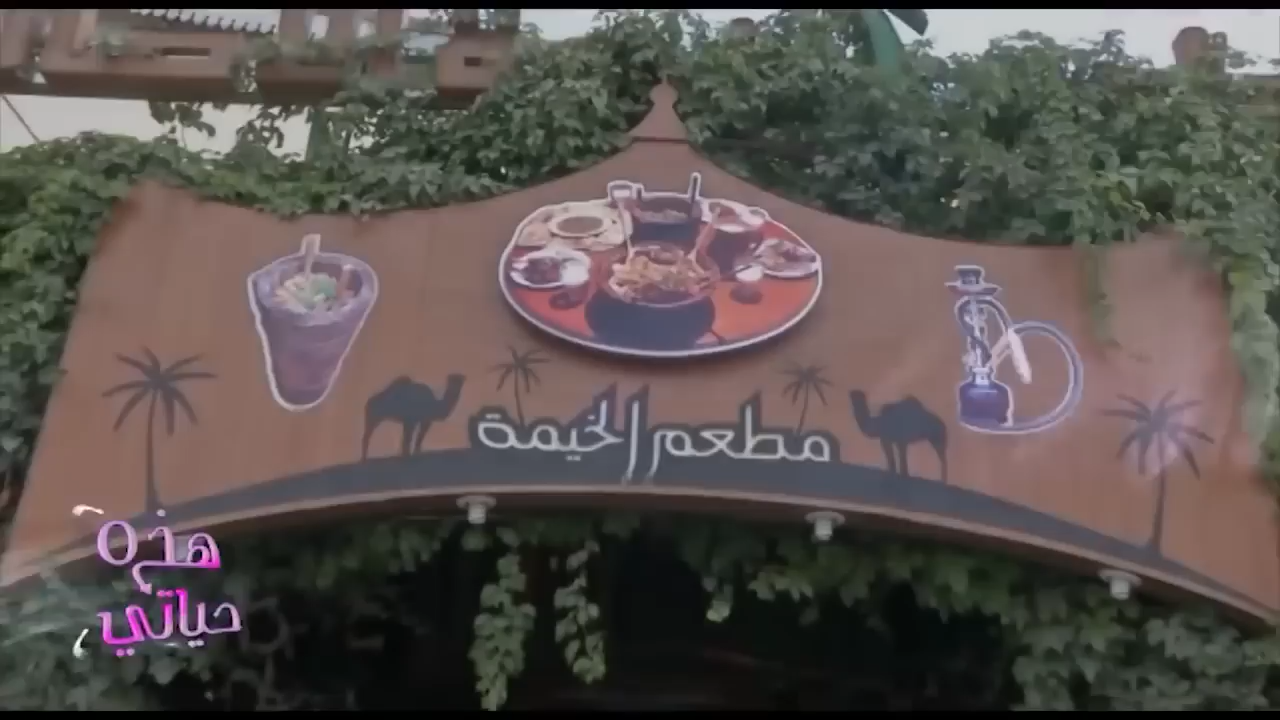 مطعم الخيمة
هذه
حياتي